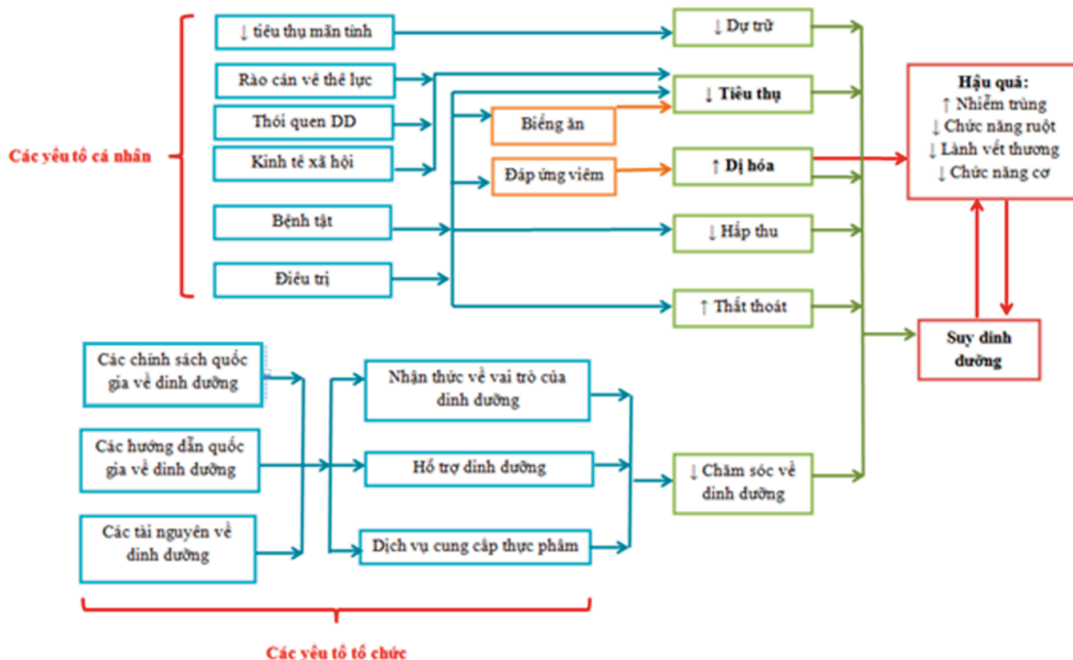 ↓ tiêu thụ mãn tính
Rào cản về thể lực
Thói quen DD
Kinh tế xã hội
Bệnh tật
Điều trị
Các yếu tố cá nhân
Biếng ăn
Đáp ứng viêm
↓ Dự trữ
↓ Tiêu thụ
↑ Dị hóa
↓ Hấp thu
↑ Thất thoát
Hậu quả:
↑ Nhiễm trùng
↓ Chức năng ruột
↓ Lành vết thương
↓ Chức năng cơ
Suy dinh
dưỡng
Các chính sách quốc
gia về dinh dưỡng
Các hướng dẫn quốc
gia về dinh dưỡng
Các tài nguyên về
dinh dưỡng
Nhận thức về vai trò của
dinh dưỡng
Hổ trợ dinh dưỡng
Dịch vụ cung cấp thực phẩm
↓ Chăm sóc về
dinh dưỡng
Các yếu tố tổ chức